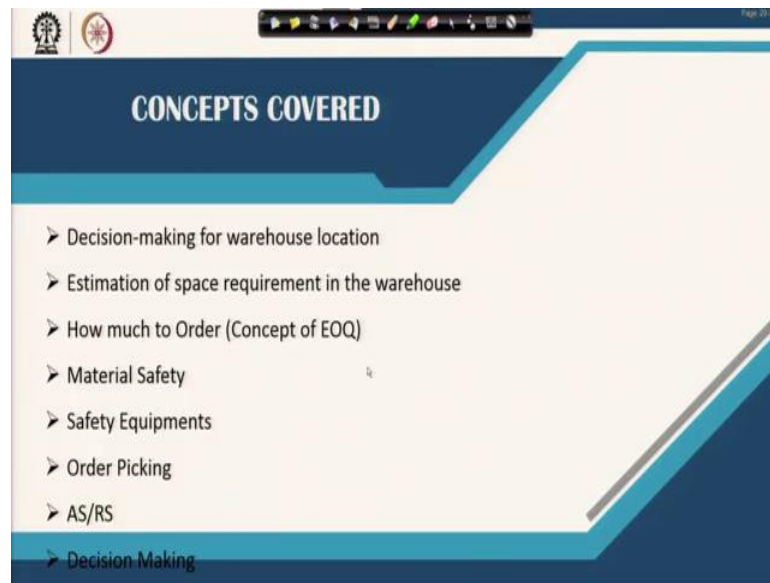 CONCEPTS COVERED
➤ Decision-making for warehouse location
➤ Estimation of space requirement in the warehouse
➤ How much to Order (Concept of EOQ)
➤ Material Safety
➤ Safety Equipments
➤ Order Picking
➤ AS/RS
➤ Decision Making